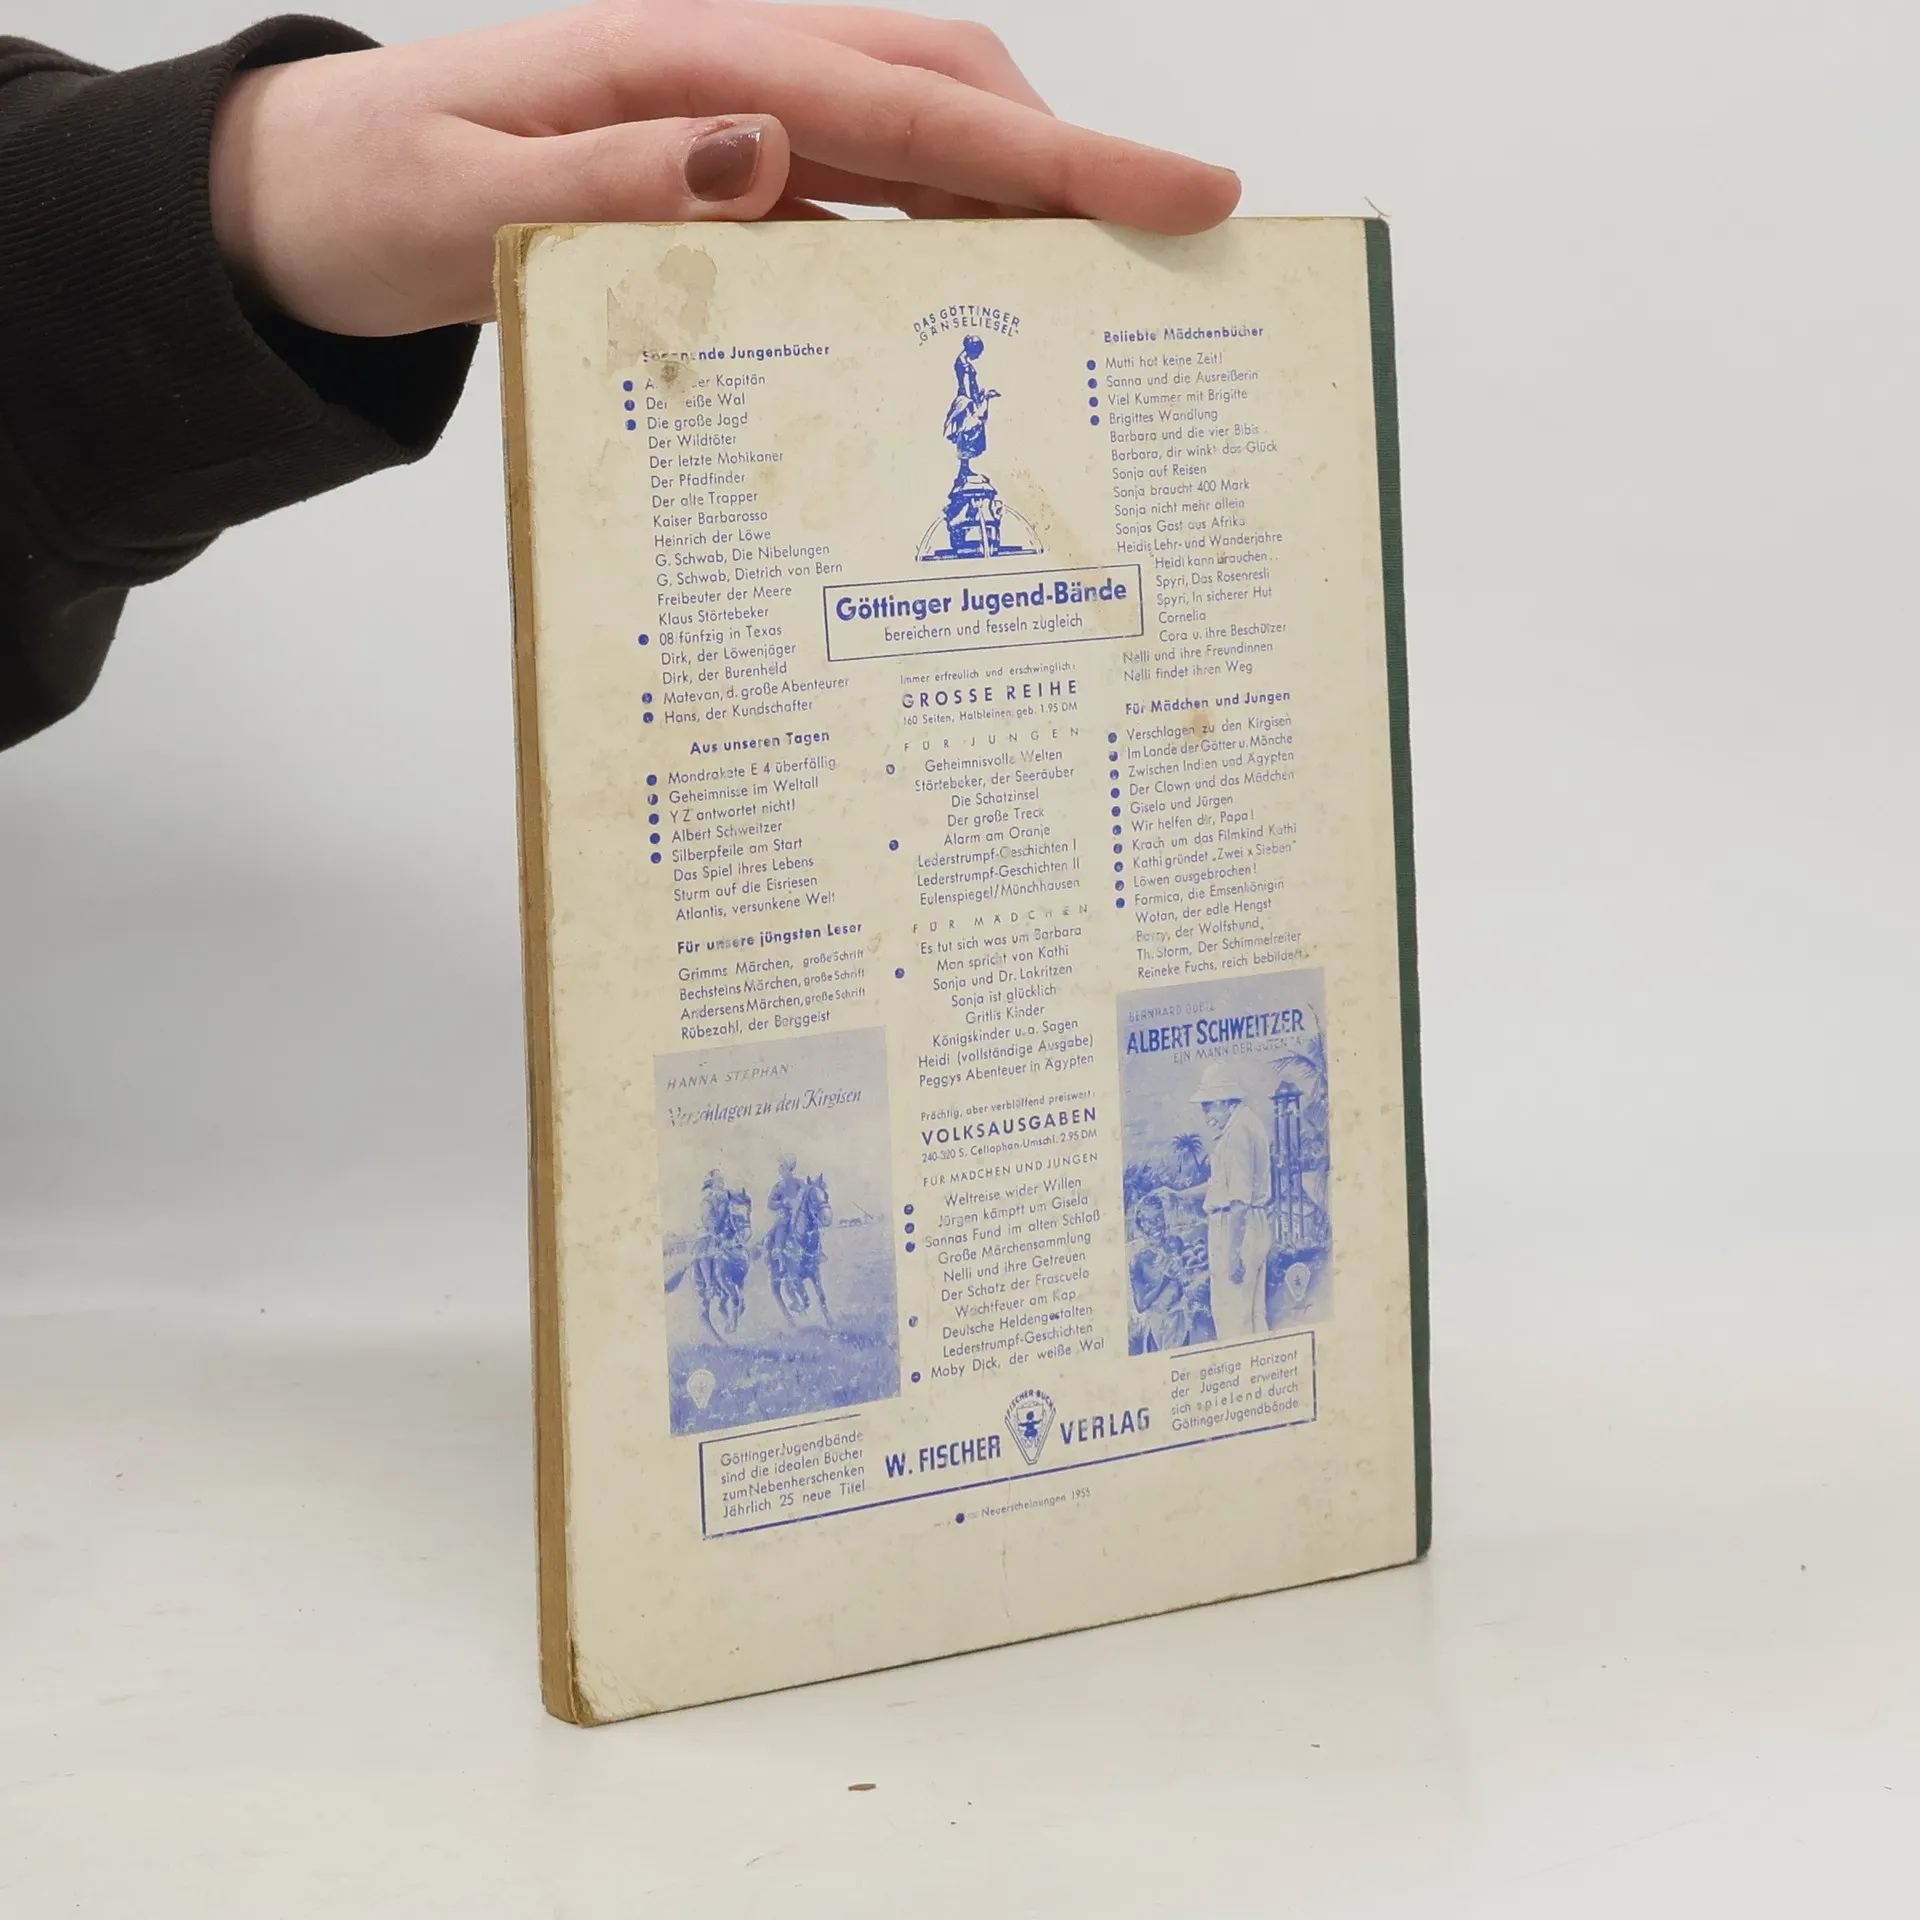 DAS GÖTTINGER
-GÄNSELIESEL-
Jungenbücher
Kapitän
Wal
Die große Jagd
Der Wildtöter
Der letzte Mohikaner
Der Pfadfinder
Der alte Trapper
Kaiser Barbarossa
Heinrich der Löwe
G. Schwab, Die Nibelungen
G. Schwab, Dietrich von Bern
Freibeuter der Meere
Klaus Störtebeker
08 fünfzig in Texas
Dirk, der Löwenjäger
Dirk, der Burenheld
Matevan, d. große Abenteurer
Hans, der Kundschafter
Aus unseren Tagen
Mondrakete E 4 überfällig
Geheimnisse im Weltall
Y Z antwortet nicht!
Albert Schweitzer
Silberpfeile am Start
Das Spiel ihres Lebens
Sturm auf die Eisriesen
Atlantis, versunkene Welt
Für unsere jüngsten Leser
Grimms Märchen, große Schrift
Bechsteins Märchen, große Schrift
Andersens Märchen, große Schrift
Rübezahl, der Berggeist
HANNA STEPHAN
Verschlagen zu den Kirgisen
Göttinger Jugendbände
sind die idealen Bücher
zum Nebenherschenken
Jährlich 25 neue Titel
Göttinger Jugend-Bände
bereichern und fesseln zugleich
Immer erfreulich und erschwinglich:
GROSSE REIHE
160 Seiten, Halbleinen geb. 1.95 DM
FÜR JUNGEN
Geheimnisvolle Welten
Störtebeker, der Seeräuber
Die Schatzinsel
Der große Treck
Alarm am Oranje
Lederstrumpf-Geschichten I
Lederstrumpf-Geschichten II
Eulenspiegel/Münchhausen
FÜR MÄDCHEN
Es tut sich was um Barbara
Man spricht von Kathi
Sonja und Dr. Lakritzen
Sonja ist glücklich
Gritlis Kinder
Königskinder u. a. Sagen
Heidi (vollständige Ausgabe)
Peggys Abenteuer in Ägypten
Prächtig, aber verblüffend preiswert:
VOLKSAUSGABEN
240-320 S. Cellophan-Umschl. 2.95 DM
FÜR MÄDCHEN UND JUNGEN
Weltreise wider Willen
Jürgen kämpft um Gisela
Sannas Fund im alten Schloß
Große Märchensammlung
Nelli und ihre Getreuen
Der Schatz der Frascuelo
Wachtfeuer am Kap
Deutsche Heldengestalten
Lederstrumpf-Geschichten
Moby Dick, der weiße Wal
W. FISCHER
FISCHER-BUCH
VERLAG
= Neuerscheinungen 1955
Beliebte Mädchenbücher
Mutti hat keine Zeit!
Sanna und die Ausreißerin
Viel Kummer mit Brigitte
Brigittes Wandlung
Barbara und die vier Bibis
Barbara, dir winkt das Glück
Sonja auf Reisen
Sonja braucht 400 Mark
Sonja nicht mehr allein
Sonjas Gast aus Afrika
Heidis Lehr- und Wanderjahre
Heidi kann brauchen . .
Spyri, Das Rosenresli
Spyri, In sicherer Hut
Cornelia
Cora u. ihre Beschützer
Nelli und ihre Freundinnen
Nelli findet ihren Weg
Für Mädchen und Jungen
Verschlagen zu den Kirgisen
Im Lande der Götter u. Mönche
Zwischen Indien und Ägypten
Der Clown und das Mädchen
Gisela und Jürgen
Wir helfen dir, Papa!
Krach um das Filmkind Kathi
Kathi gründet „Zwei x Sieben"
Löwen ausgebrochen!
Formica, die Emsenkönigin
Wotan, der edle Hengst
der Wolfshund
Th. Storm, Der Schimmelreiter
Reineke Fuchs, reich bebildert
BERNHARD
ALBERT SCHWEITZER
EIN MANN DER GUTEN TAT
Der geistige Horizont
der Jugend erweitert
sich spielend durch
Göttinger Jugendbände